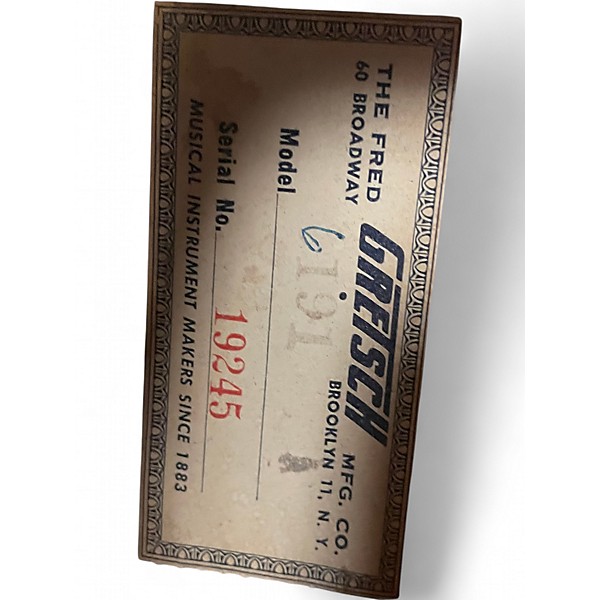 THE FRED GRETSCH MFG. CO.
60 BROADWAY BROOKLYN 11, N. Y.
Model 6191
Serial No. 19245
MUSICAL INSTRUMENT MAKERS SINCE 1883